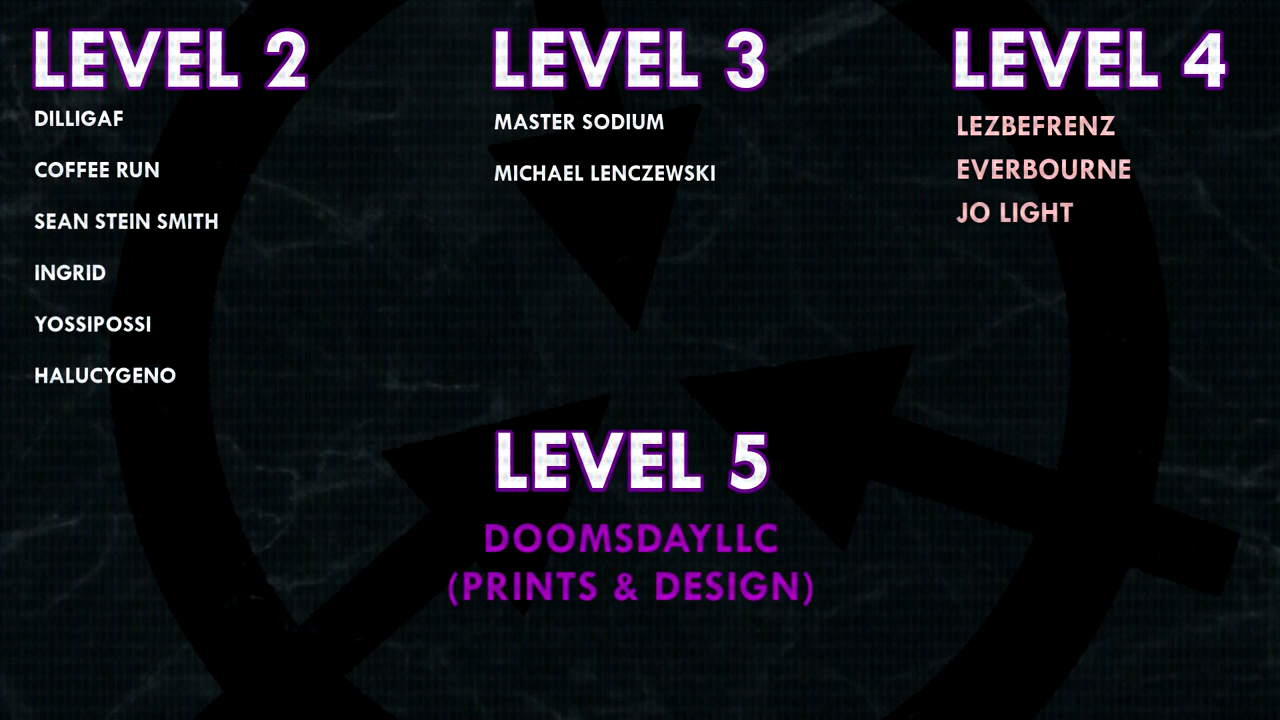 LEVEL 2
DILLIGAF
COFFEE RUN
SEAN STEIN SMITH
INGRID
YOSSIPOSSI
HALUCYGENO
LEVEL 3
MASTER SODIUM
MICHAEL LENCZEWSKI
LEVEL 4
LEZBEFRENZ
EVERBOURNE
JO LIGHT
LEVEL 5
DOOMSDAYLLC
(PRINTS & DESIGN)